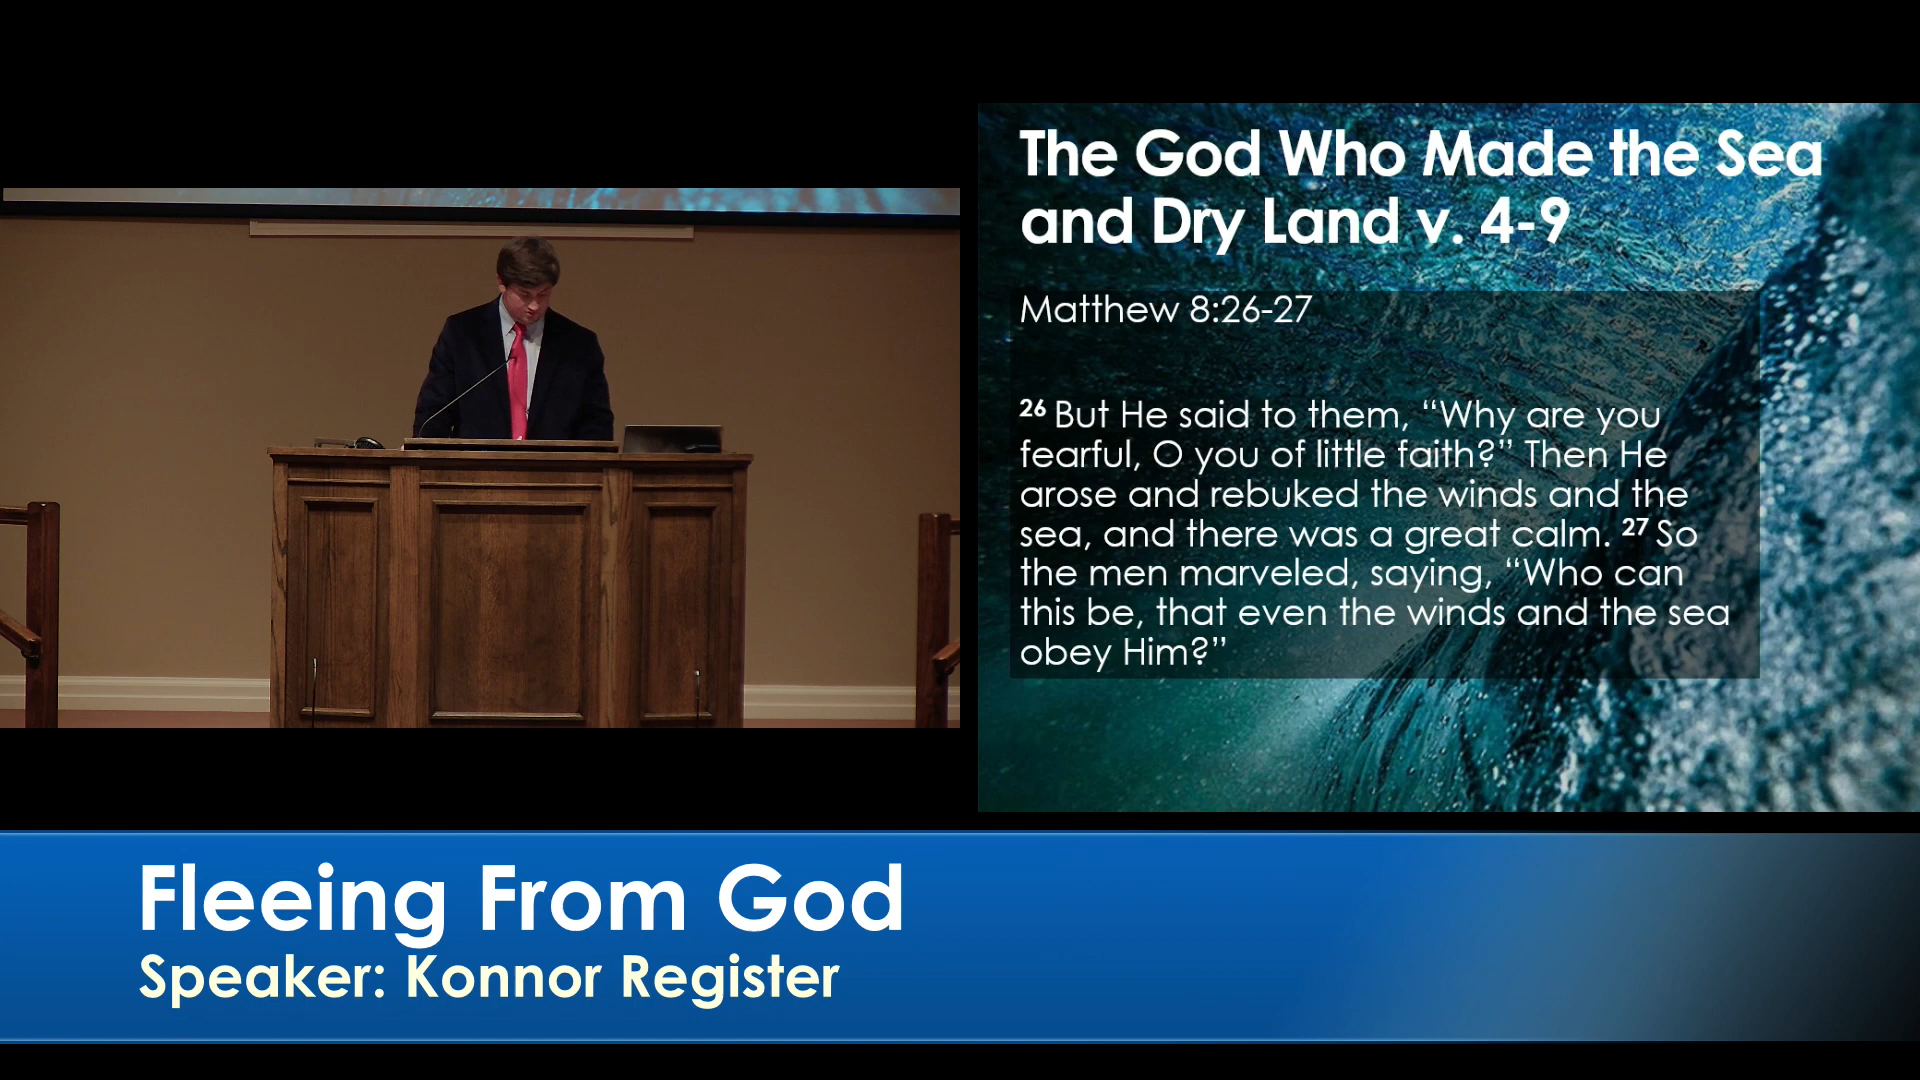 The God Who Made the Sea
and Dry Land v. 4-9
Matthew 8:26-27
26 But He said to them, “Why are you
fearful, O you of little faith?” Then He
arose and rebuked the winds and the
sea, and there was a great calm. 27 So
the men marveled, saying, “Who can
this be, that even the winds and the sea
obey Him?”
Fleeing From God
Speaker: Konnor Register